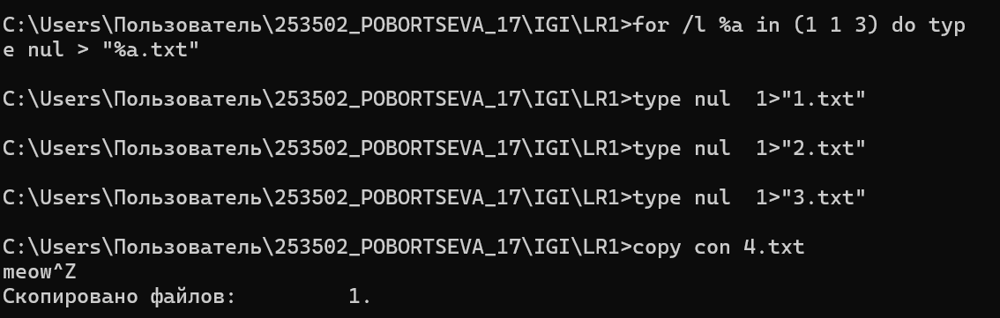 C:\Users\Пользователь\253502_POBORTSEVA_17\IGI\LR1>for /l %a in (1 1 3) do typ
e nul > "%a.txt"
C:\Users\Пользователь\253502_POBORTSEVA_17\IGI\LR1>type nul  1>"1.txt"
C:\Users\Пользователь\253502_POBORTSEVA_17\IGI\LR1>type nul  1>"2.txt"
C:\Users\Пользователь\253502_POBORTSEVA_17\IGI\LR1>type nul  1>"3.txt"
C:\Users\Пользователь\253502_POBORTSEVA_17\IGI\LR1>copy con 4.txt
meow^Z
Скопировано файлов:         1.